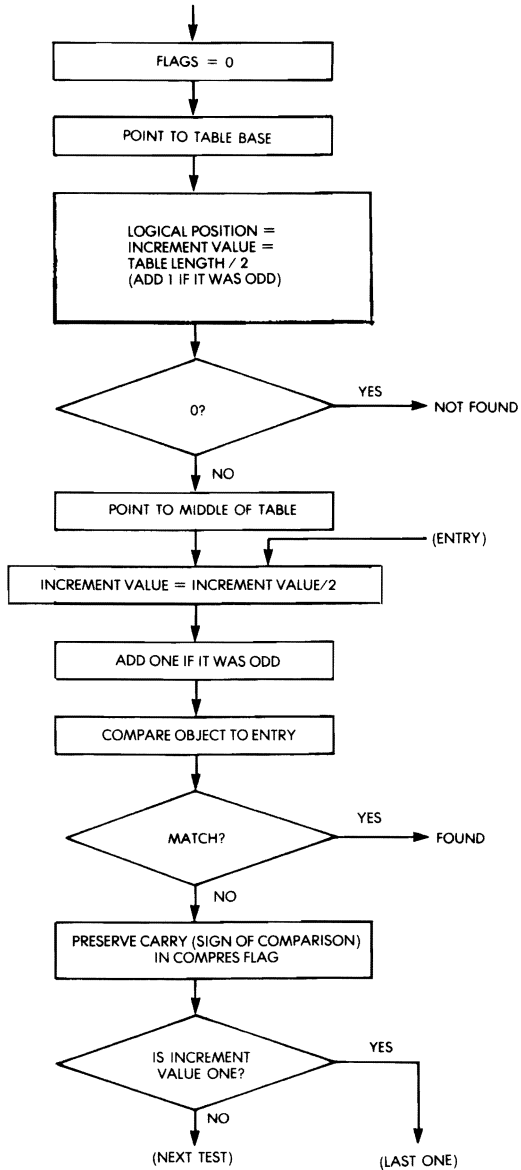 FLAGS = 0
POINT TO TABLE BASE
LOGICAL POSITION =
INCREMENT VALUE =
TABLE LENGTH / 2
(ADD 1 IF IT WAS ODD)
0?
YES
NOT FOUND
NO
POINT TO MIDDLE OF TABLE
(ENTRY)
INCREMENT VALUE = INCREMENT VALUE/2
ADD ONE IF IT WAS ODD
COMPARE OBJECT TO ENTRY
MATCH?
YES
FOUND
NO
PRESERVE CARRY (SIGN OF COMPARISON)
IN COMPRES FLAG
IS INCREMENT
VALUE ONE?
YES
NO
(NEXT TEST)
(LAST ONE)